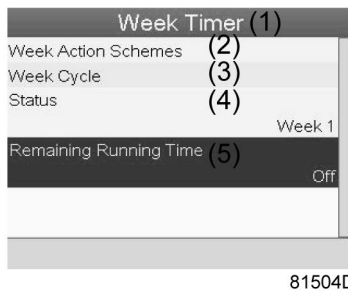 Week Timer (1)
Week Action Schemes (2)
Week Cycle (3)
Status (4)
Week 1
Remaining Running Time (5)
Off
81504D